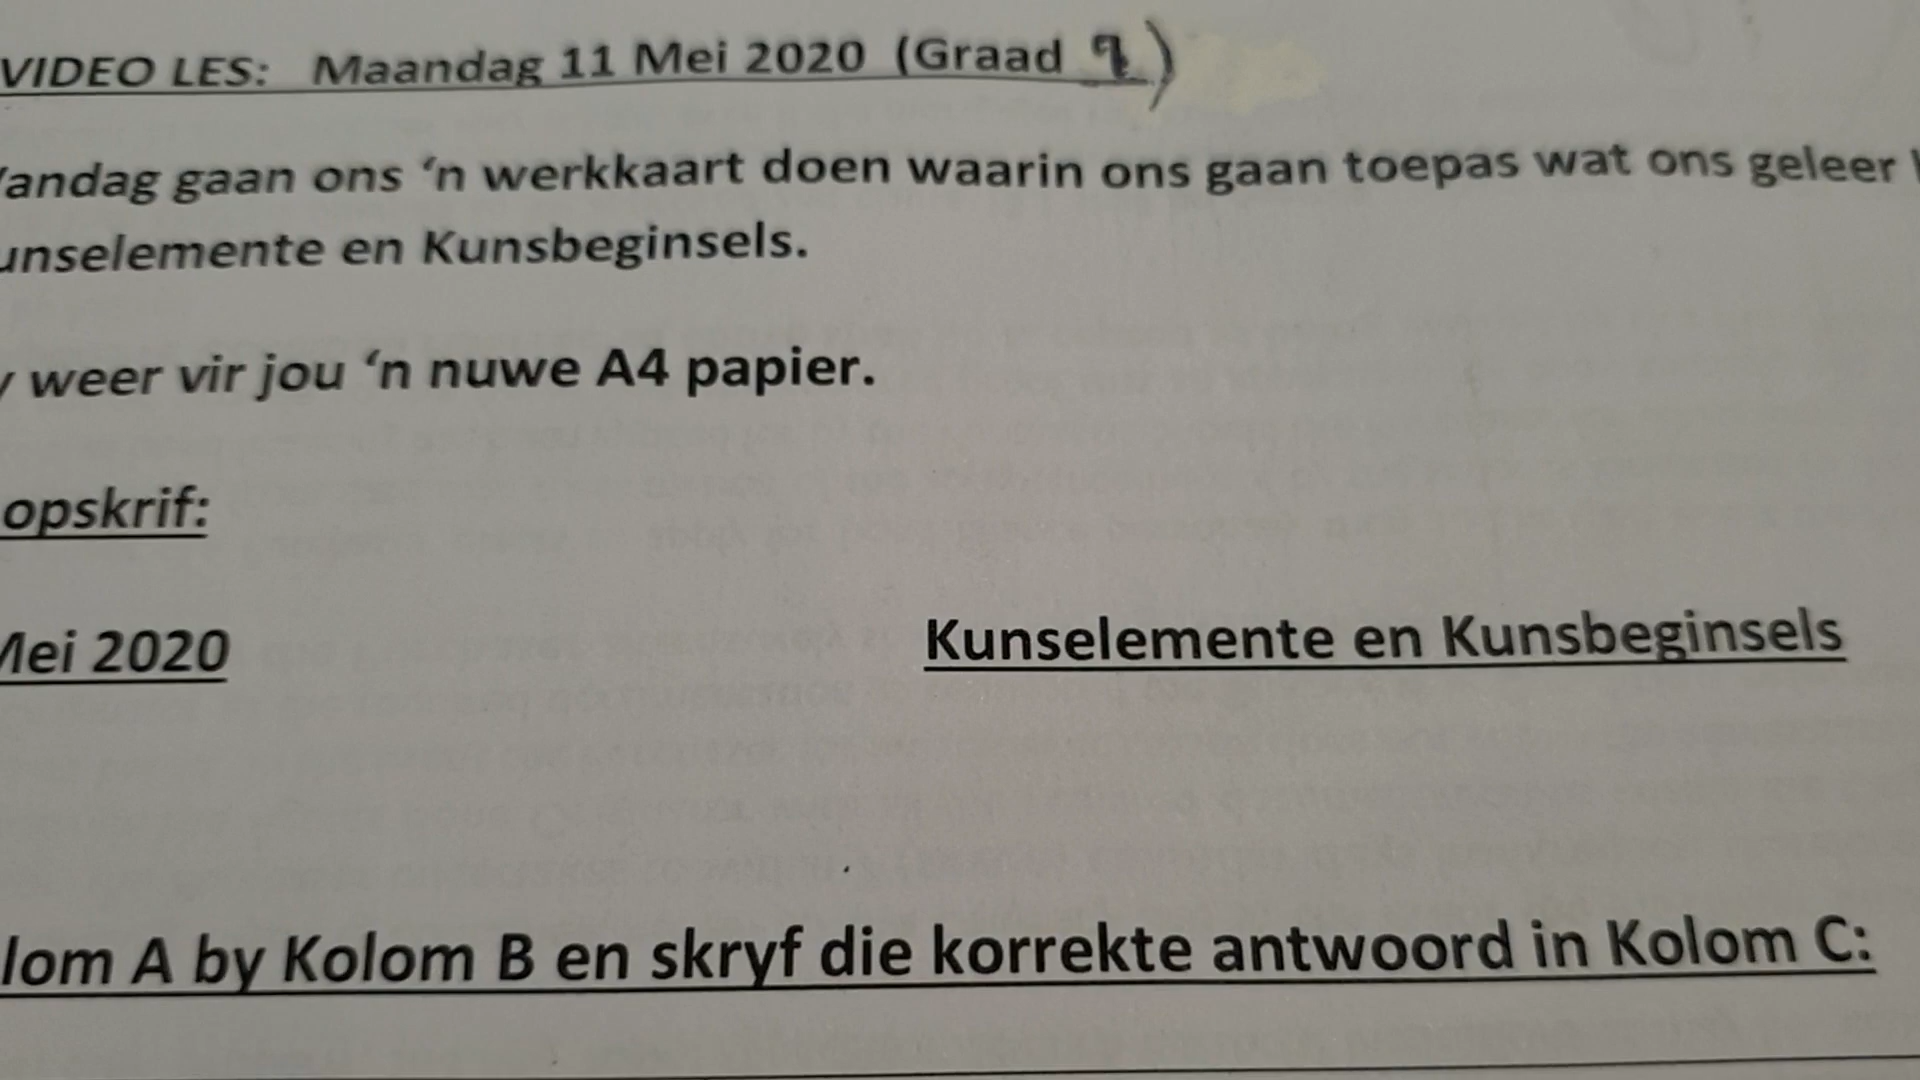 VIDEO LES: Maandag 11 Mei 2020 (Graad 9)
andag gaan ons ‘n werkkaart doen waarin ons gaan toepas wat ons geleer
unselemente en Kunsbeginsels.
weer vir jou ‘n nuwe A4 papier.
opskrif:
Mei 2020 Kunselemente en Kunsbeginsels
lom A by Kolom B en skryf die korrekte antwoord in Kolom C: